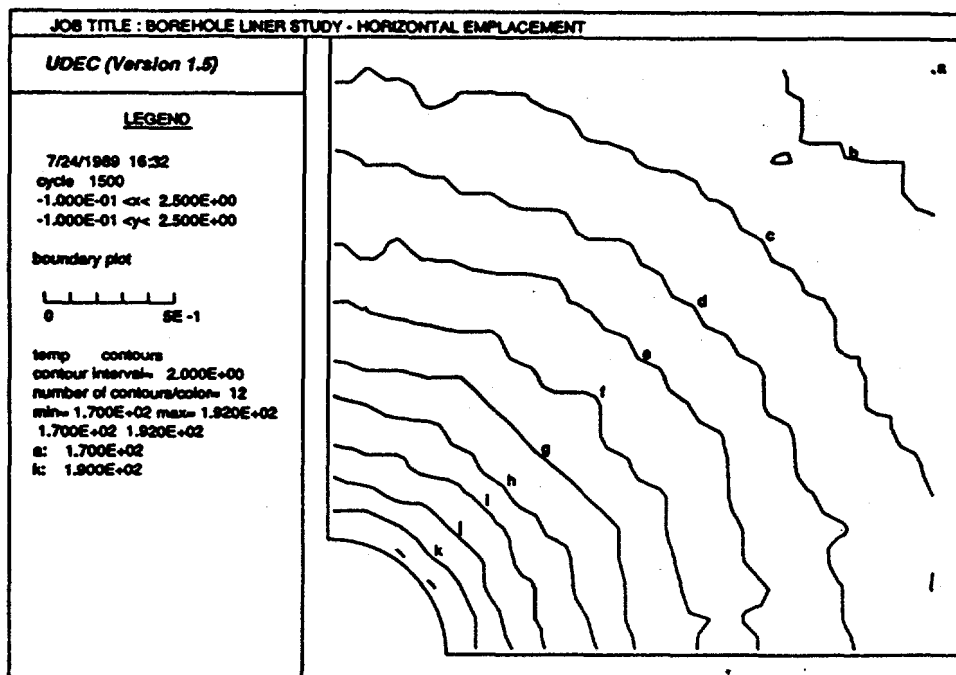 JOB TITLE : BOREHOLE LINER STUDY - HORIZONTAL EMPLACEMENT
UDEC (Version 1.5)
LEGEND
7/24/1989 16:32
cycle 1500
-1.000E-01 <x< 2.500E+00
-1.000E-01 <y< 2.500E+00
boundary plot
0 5E -1
temp contours
contour interval= 2.000E+00
number of contours/color= 12
min= 1.700E+02 max= 1.920E+02
1.700E+02 1.920E+02
a: 1.700E+02
k: 1.900E+02
a
b
c
d
e
f
g
h
i
j
k